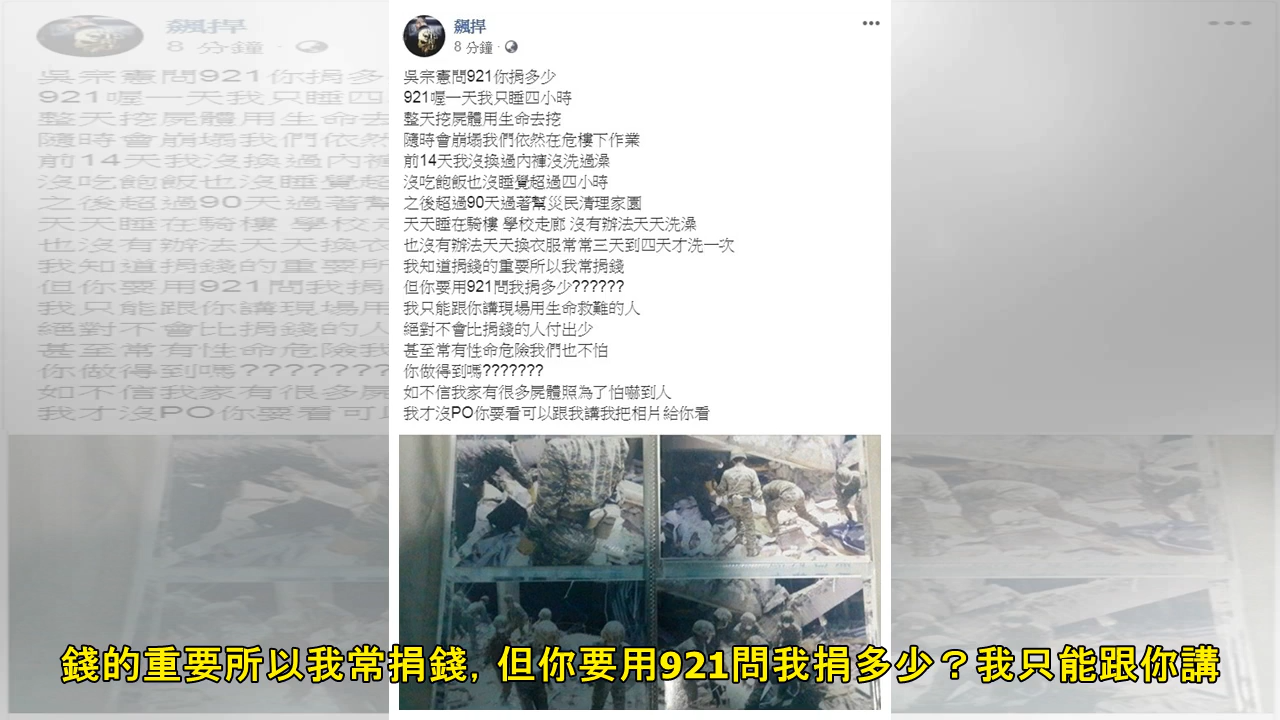 飆捍
8 分鐘
吳宗憲問921你捐多少
921喔一天我只睡四小時
整天挖屍體用生命去挖
隨時會崩塌我們依然在危樓下作業
前14天我沒換過內褲沒洗過澡
沒吃飽飯也沒睡覺超過四小時
之後超過90天過著幫災民清理家園
天天睡在騎樓 學校走廊 沒有辦法天天洗澡
也沒有辦法天天換衣服常常三天到四天才洗一次
我知道捐錢的重要所以我常捐錢
但你要用921問我捐多少??????
我只能跟你講現場用生命救難的人
絕對不會比捐錢的人付出少
甚至常有性命危險我們也不怕
你做得到嗎???????
如不信我家有很多屍體照為了怕嚇到人
我才沒PO你要看可以跟我講我把相片給你看
錢的重要所以我常捐錢，但你要用921問我捐多少？我只能跟你講